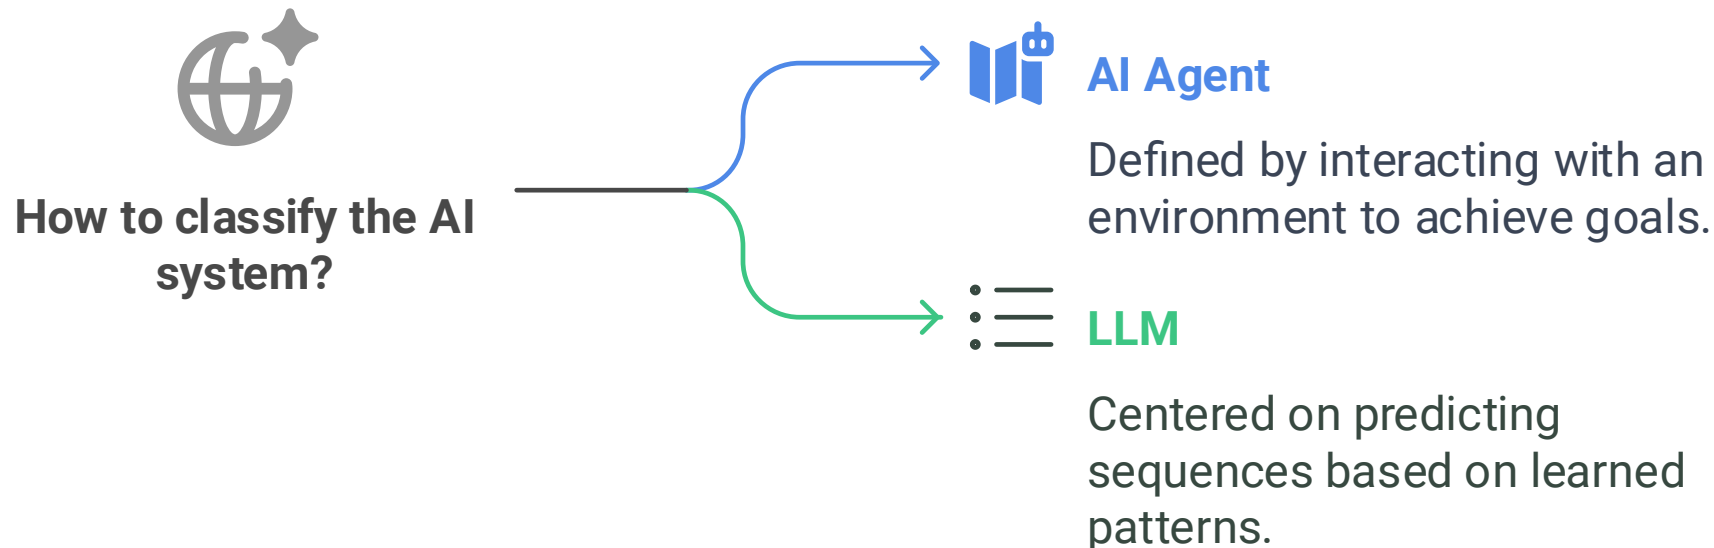 How to classify the AI
system?
AI Agent
Defined by interacting with an
environment to achieve goals.
LLM
Centered on predicting
sequences based on learned
patterns.